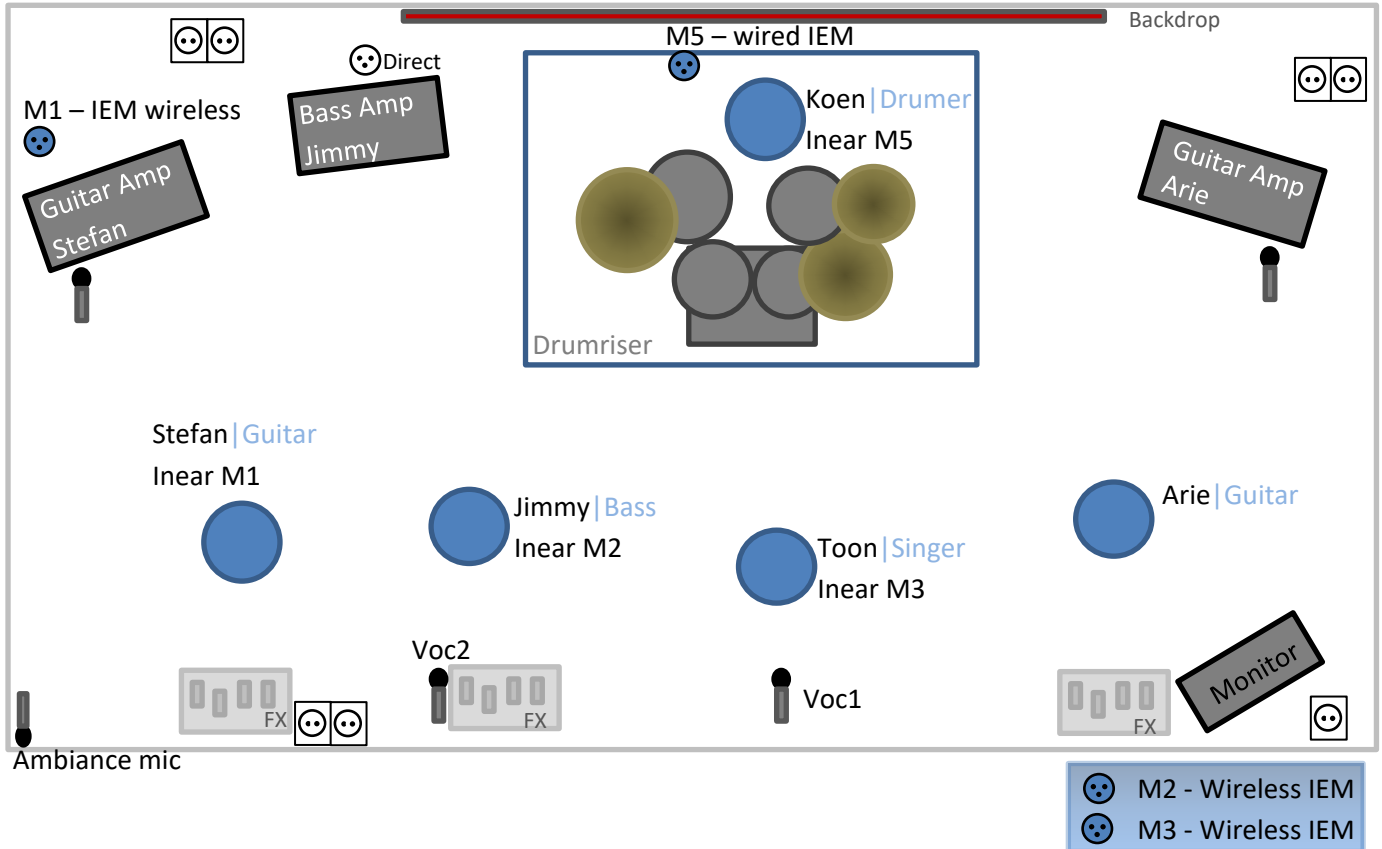 Backdrop
M5 – wired IEM
Direct
M1 – IEM wireless
Bass Amp
Jimmy
Koen|Drumer
Inear M5
Guitar Amp
Arie
Guitar Amp
Stefan
Drumriser
Stefan|Guitar
Inear M1
Jimmy|Bass
Inear M2
Toon|Singer
Inear M3
Arie|Guitar
Voc2
Monitor
Voc1
FX
FX
FX
Ambiance mic
M2 - Wireless IEM
M3 - Wireless IEM